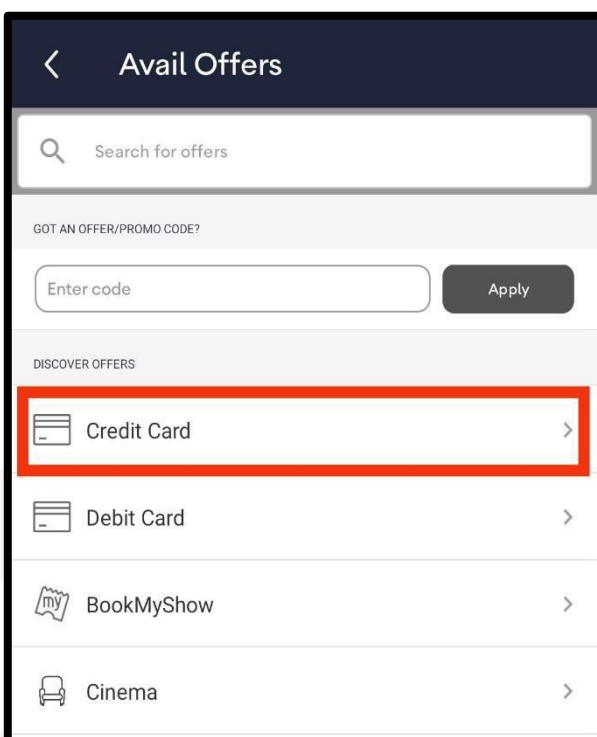 Avail Offers
Search for offers
GOT AN OFFER/PROMO CODE?
Enter code
Apply
DISCOVER OFFERS
Credit Card
Debit Card
my
BookMyShow
Cinema